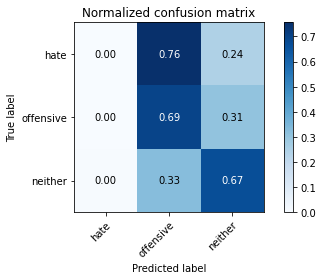 Normalized confusion matrix
hate
0.00 0.76 0.24
offensive
0.00 0.69 0.31
neither
0.00 0.33 0.67
True label
hate
offensive
neither
Predicted label
0.7
0.6
0.5
0.4
0.3
0.2
0.1
0.0